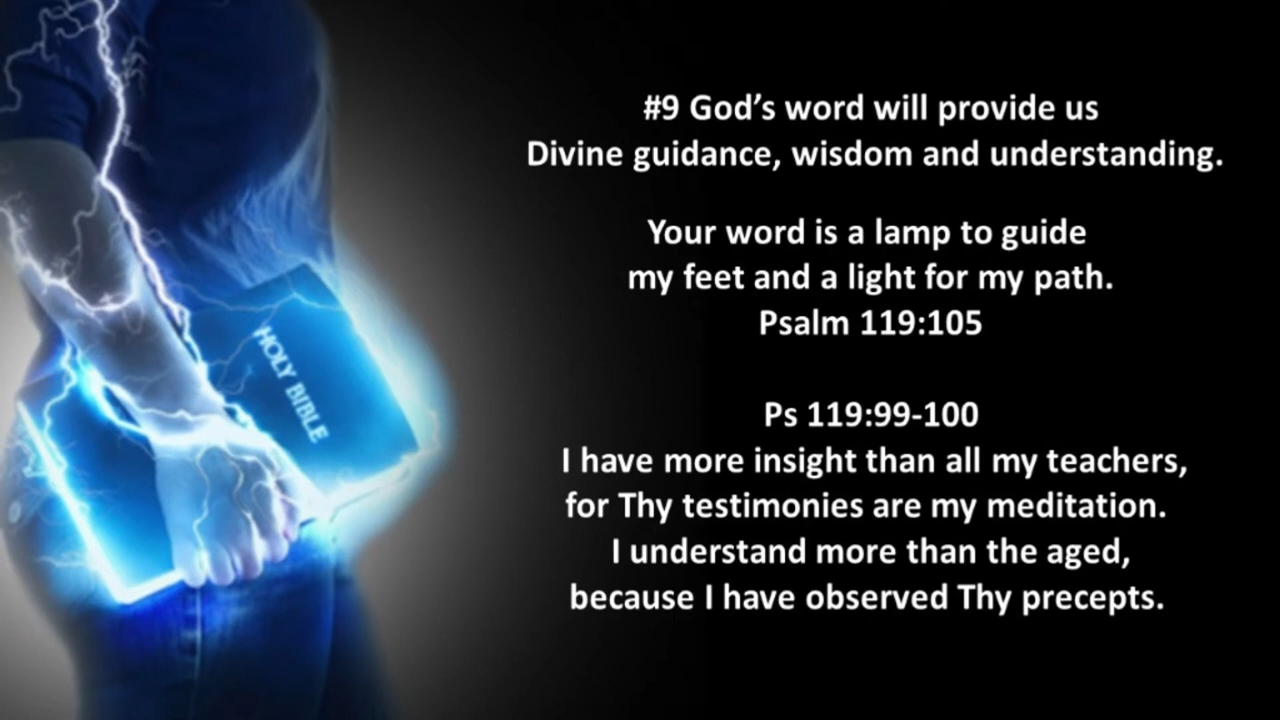 HOLY BIBLE
#9 God’s word will provide us
Divine guidance, wisdom and understanding.
Your word is a lamp to guide
my feet and a light for my path.
Psalm 119:105
Ps 119:99-100
I have more insight than all my teachers,
for Thy testimonies are my meditation.
I understand more than the aged,
because I have observed Thy precepts.